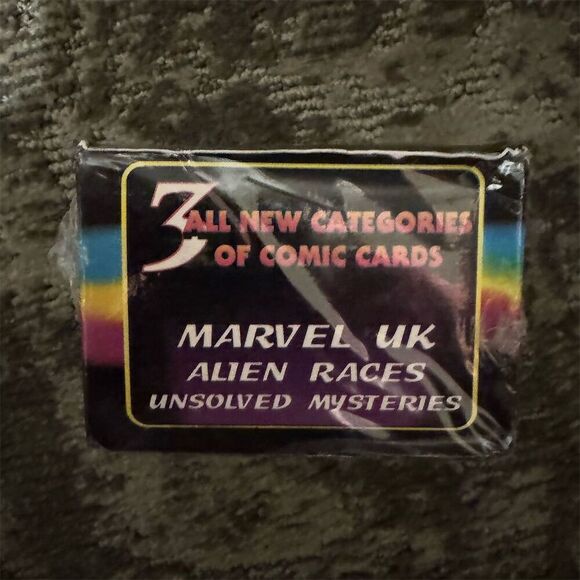 3 ALL NEW CATEGORIES
OF COMIC CARDS
MARVEL UK
ALIEN RACES
UNSOLVED MYSTERIES